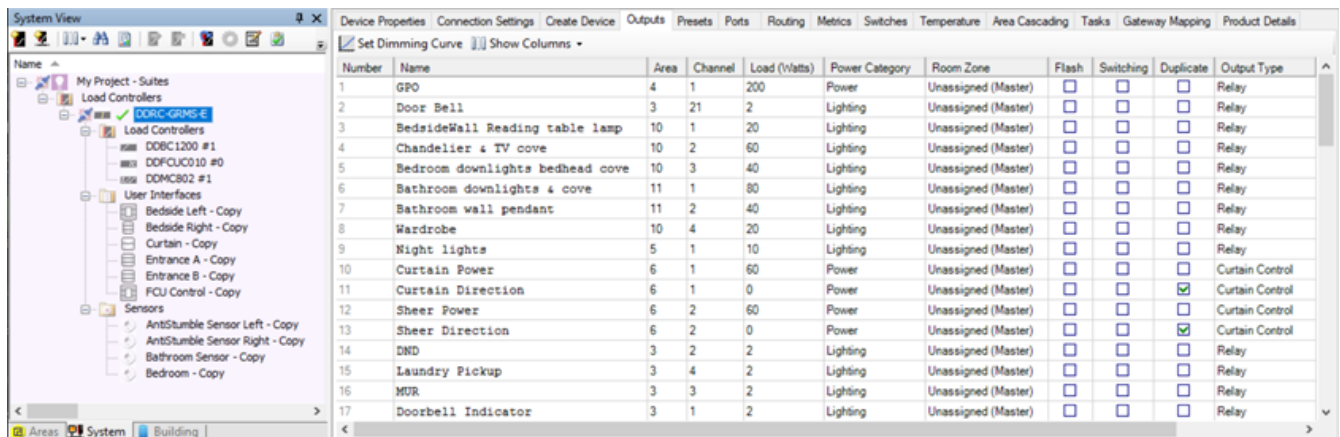 System View
Name
My Project - Suites
Load Controllers
DDRC-GRMS-E
Load Controllers
DDBC1200 #1
DDFCUC010 #0
DDMC802 #1
User Interfaces
Bedside Left - Copy
Bedside Right - Copy
Curtain - Copy
Entrance A - Copy
Entrance B - Copy
FCU Control - Copy
Sensors
AntiStumble Sensor Left - Copy
AntiStumble Sensor Right - Copy
Bathroom Sensor - Copy
Bedroom - Copy
Areas System Building
Device Properties Connection Settings Create Device Outputs Presets Ports Routing Metrics Switches Temperature Area Cascading Tasks Gateway Mapping Product Details
Set Dimming Curve Show Columns
Number Name Area Channel Load (Watts) Power Category Room Zone Flash Switching Duplicate Output Type
1 GPO 4 1 200 Power Unassigned (Master) Relay
2 Door Bell 3 21 2 Lighting Unassigned (Master) Relay
3 BedsideWall Reading table lamp 10 1 20 Lighting Unassigned (Master) Relay
4 Chandelier & TV cove 10 2 60 Lighting Unassigned (Master) Relay
5 Bedroom downlights bedhead cove 10 3 40 Lighting Unassigned (Master) Relay
6 Bathroom downlights & cove 11 1 80 Lighting Unassigned (Master) Relay
7 Bathroom wall pendant 11 2 40 Lighting Unassigned (Master) Relay
8 Wardrobe 10 4 20 Lighting Unassigned (Master) Relay
9 Night lights 5 1 10 Lighting Unassigned (Master) Relay
10 Curtain Power 6 1 60 Power Unassigned (Master) Curtain Control
11 Curtain Direction 6 1 0 Power Unassigned (Master) Curtain Control
12 Sheer Power 6 2 60 Power Unassigned (Master) Curtain Control
13 Sheer Direction 6 2 0 Power Unassigned (Master) Curtain Control
14 DND 3 2 2 Lighting Unassigned (Master) Relay
15 Laundry Pickup 3 4 2 Lighting Unassigned (Master) Relay
16 MUR 3 3 2 Lighting Unassigned (Master) Relay
17 Doorbell Indicator 3 1 2 Lighting Unassigned (Master) Relay